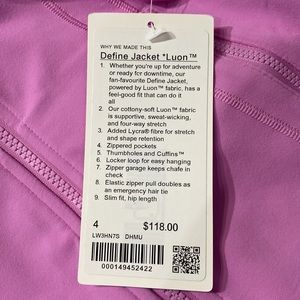 WHY WE MADE THIS
Define Jacket *Luon™
1. Whether you're up for adventure
or ready for downtime, our
fan-favourite Define Jacket,
powered by Luon™ fabric, has a
feel-good fit that can do it
all
2. Our cottony-soft Luon™ fabric
is supportive, sweat-wicking,
and four-way stretch
3. Added Lycra® fibre for stretch
and shape retention
4. Zippered pockets
5. Thumbholes and Cuffins™
6. Locker loop for easy hanging
7. Zipper garage keeps chafe in
check
8. Elastic zipper pull doubles as
an emergency hair tie
9. Slim fit, hip length
4 $118.00
LW3HN7S DHMU
000149452422